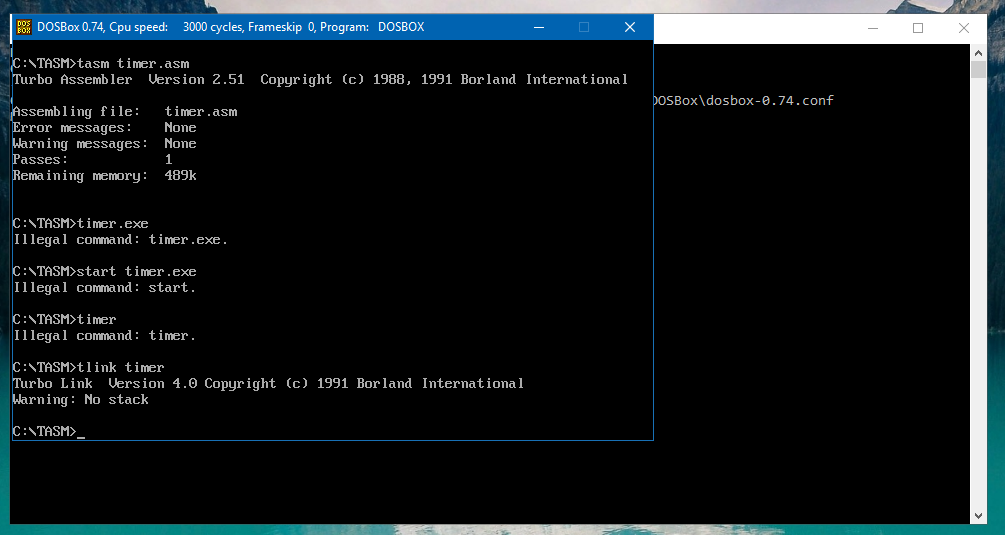 DOS BOX DOSBox 0.74, Cpu speed: 3000 cycles, Frameskip 0, Program: DOSBOX
C:\TASM>tasm timer.asm
Turbo Assembler Version 2.51 Copyright (c) 1988, 1991 Borland International
DOSBox\dosbox-0.74.conf
Assembling file: timer.asm
Error messages: None
Warning messages: None
Passes: 1
Remaining memory: 489k
C:\TASM>timer.exe
Illegal command: timer.exe.
C:\TASM>start timer.exe
Illegal command: start.
C:\TASM>timer
Illegal command: timer.
C:\TASM>tlink timer
Turbo Link Version 4.0 Copyright (c) 1991 Borland International
Warning: No stack
C:\TASM>_